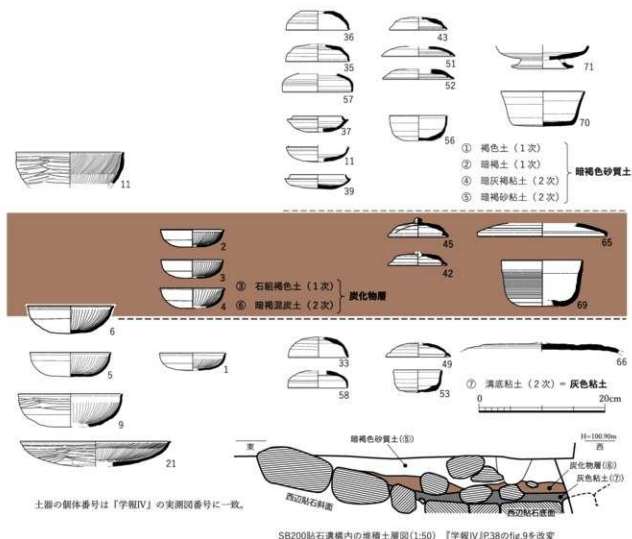 36
43
35
51
57
52
71
37
56
70
11
11
39
① 褐色土（1次）
② 暗褐土（1次）
④ 暗灰褐粘土（2次）
⑤ 暗褐砂粘土（2次）
暗褐色砂質土
2
45
65
3
42
4
69
③ 石組褐色土（1次）
⑥ 暗褐混炭土（2次）
炭化物層
6
5
1
33
49
66
58
53
9
21
⑦ 溝底粘土（2次）＝ 灰色粘土
0
20cm
東
暗褐色砂質土(⑤)
H=100.90m
西
炭化物層(⑥)
灰色粘土(⑦)
西辺貼石斜面
西辺貼石底面
土器の個体番号は『学報Ⅳ』の実測図番号に一致。
SB200貼石遺構内の堆積土層図(1:50) 『学報Ⅳ』P.38のfig.9を改変